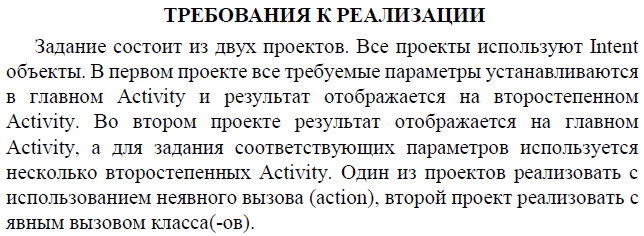 ТРЕБОВАНИЯ К РЕАЛИЗАЦИИ
Задание состоит из двух проектов. Все проекты используют Intent
объекты. В первом проекте все требуемые параметры устанавливаются
в главном Activity и результат отображается на второстепенном
Activity. Во втором проекте результат отображается на главном
Activity, а для задания соответствующих параметров используется
несколько второстепенных Activity. Один из проектов реализовать с
использованием неявного вызова (action), второй проект реализовать с
явным вызовом класса(-ов).